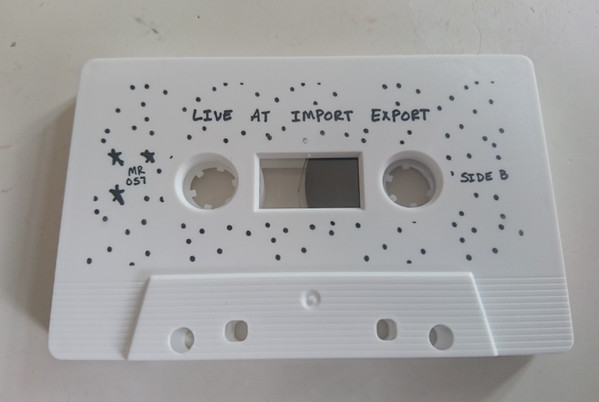 LIVE AT IMPORT EXPORT
MR
057
SIDE B